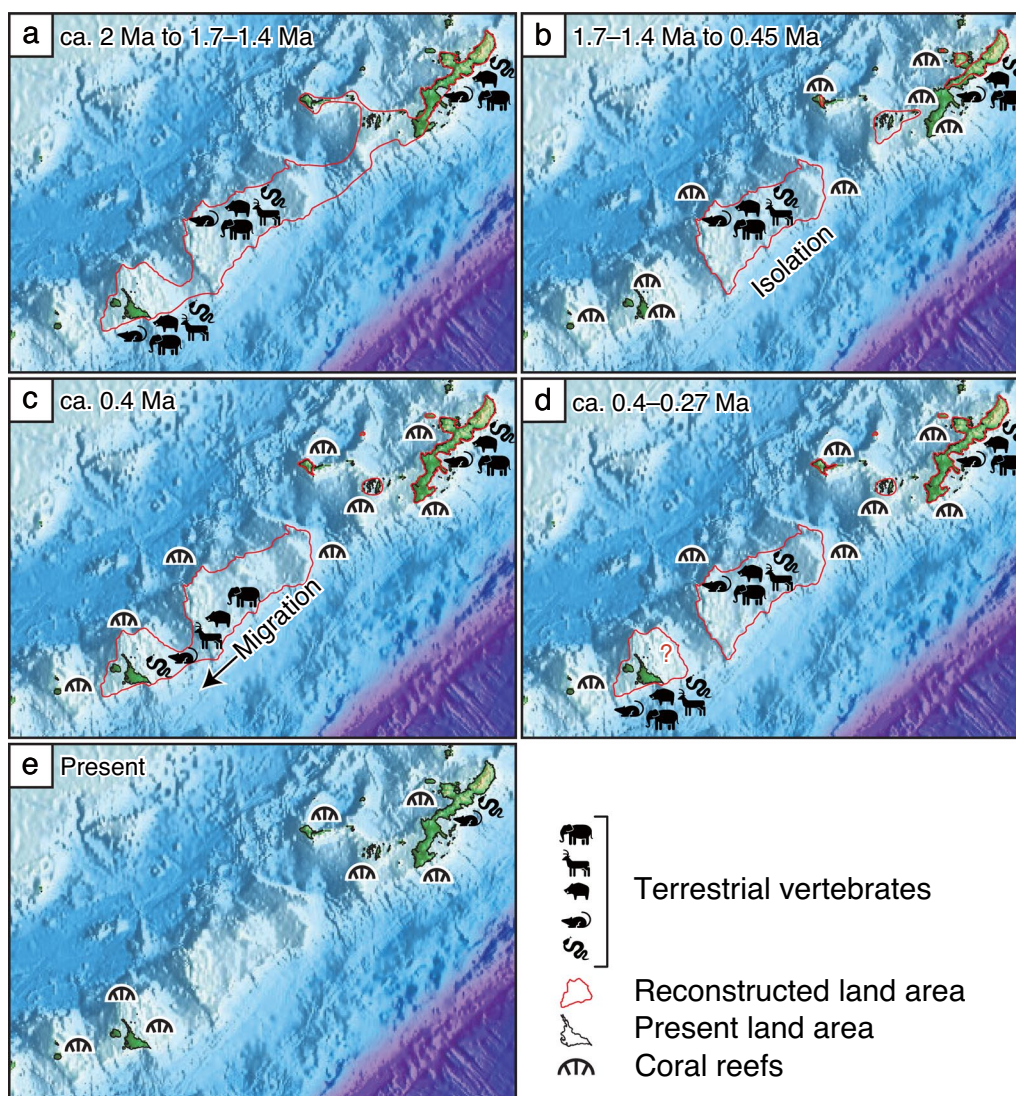 a ca. 2 Ma to 1.7–1.4 Ma
b 1.7–1.4 Ma to 0.45 Ma
Isolation
c ca. 0.4 Ma
Migration
d ca. 0.4–0.27 Ma
?
e Present
Terrestrial vertebrates
Reconstructed land area
Present land area
Coral reefs